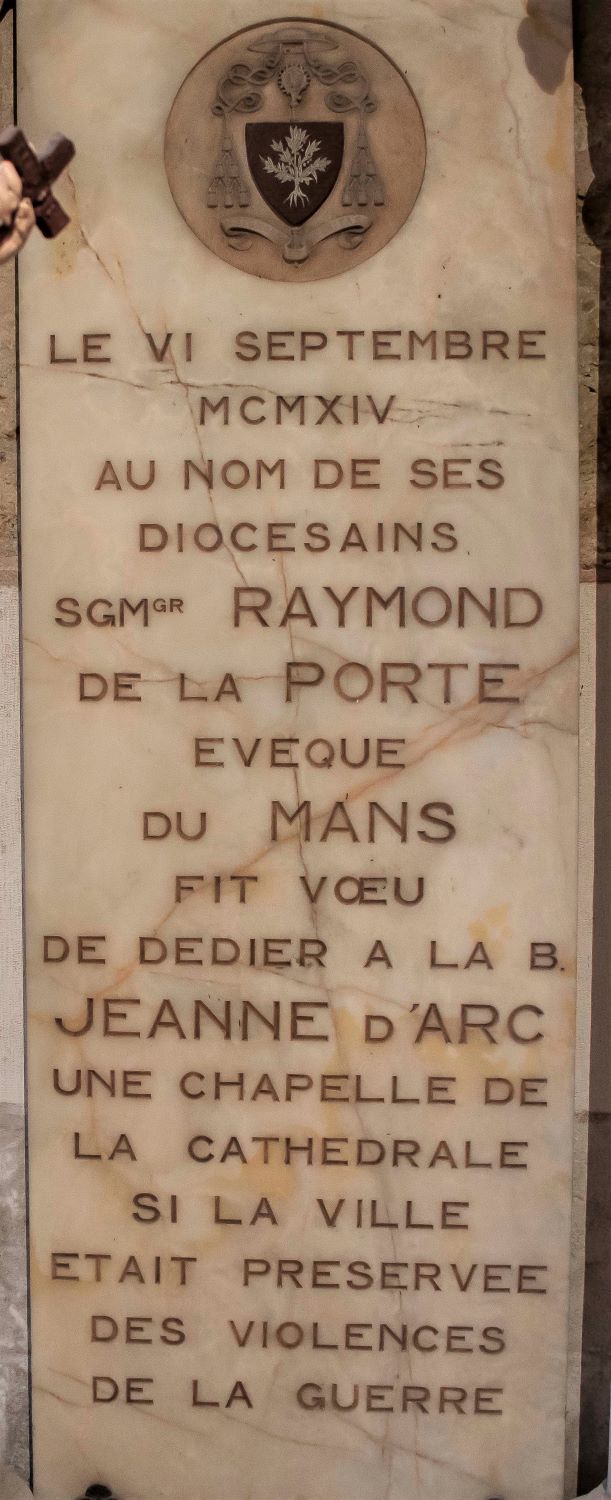 LE VI SEPTEMBRE
MCMXIV
AU NOM DE SES
DIOCESAINS
SGMGR RAYMOND
DE LA PORTE
EVEQUE
DU MANS
FIT VŒU
DE DEDIER A LA B.
JEANNE D'ARC
UNE CHAPELLE DE
LA CATHEDRALE
SI LA VILLE
ETAIT PRESERVEE
DES VIOLENCES
DE LA GUERRE